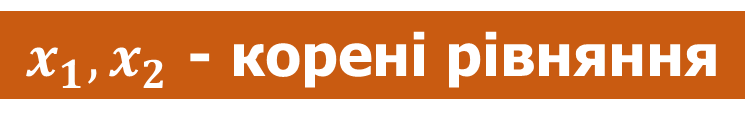 x₁, x₂ - корені рівняння